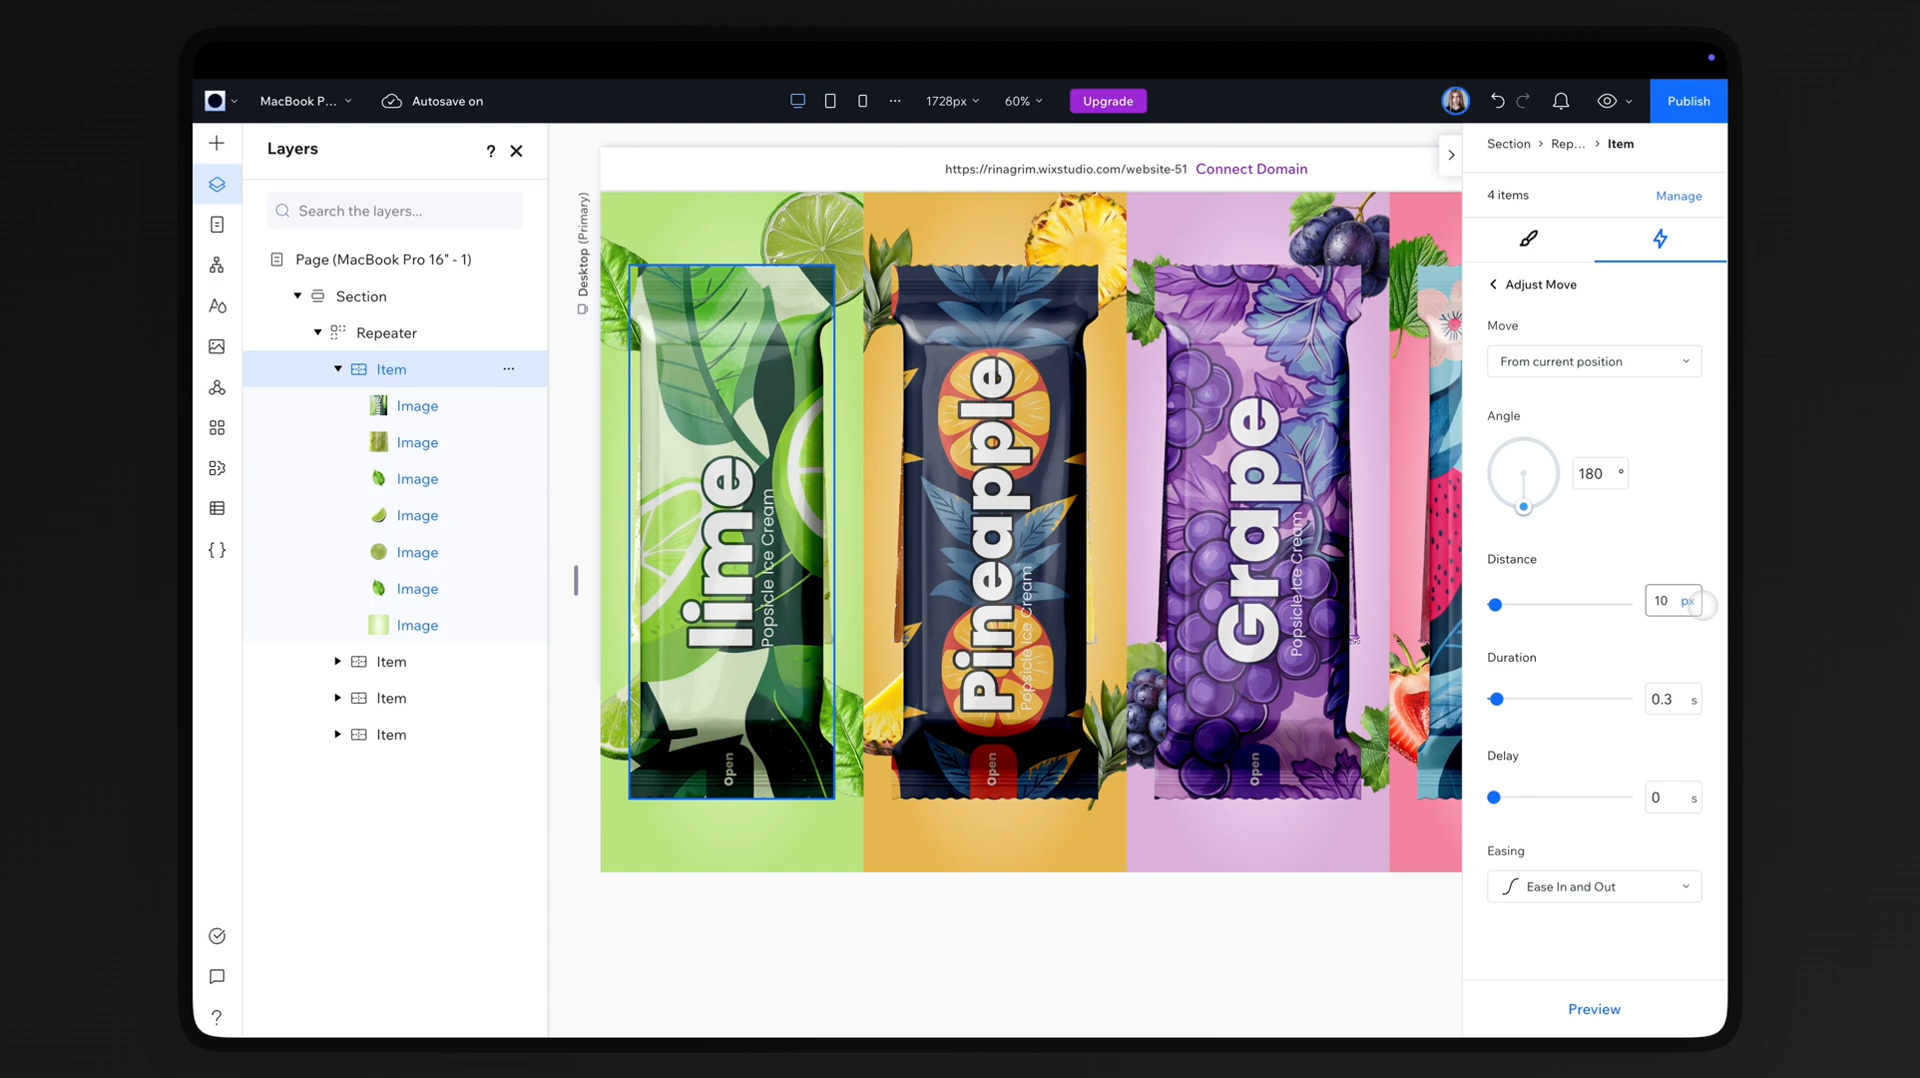 MacBook P...
Autosave on
1728px
60%
Upgrade
Publish
Layers
?
Search the layers...
Page (MacBook Pro 16" - 1)
Section
Repeater
Item
Image
Image
Image
Image
Image
Image
Image
Item
Item
Item
Desktop (Primary)
https://rinagrim.wixstudio.com/website-51 Connect Domain
lime
Popsicle Ice Cream
Open
Pineapple
Popsicle Ice Cream
Open
Grape
Popsicle Ice Cream
Open
Section > Rep... > Item
4 items
Manage
Adjust Move
Move
From current position
Angle
180 °
Distance
10 px
Duration
0.3 s
Delay
0 s
Easing
Ease In and Out
Preview